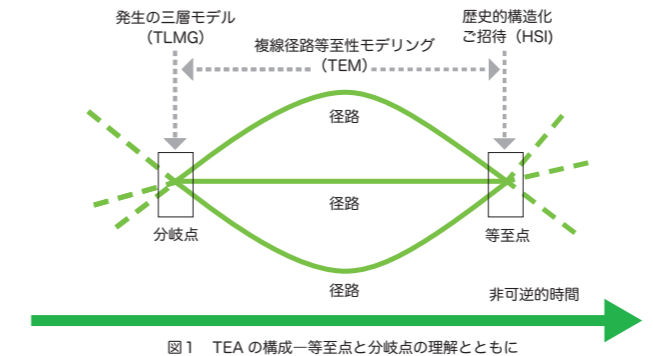 発生の三層モデル
（TLMG）
複線径路等至性モデリング
（TEM）
歴史的構造化
ご招待（HSI)
径路
径路
分岐点
等至点
径路
非可逆的時間
図１　TEA の構成―等至点と分岐点の理解とともに